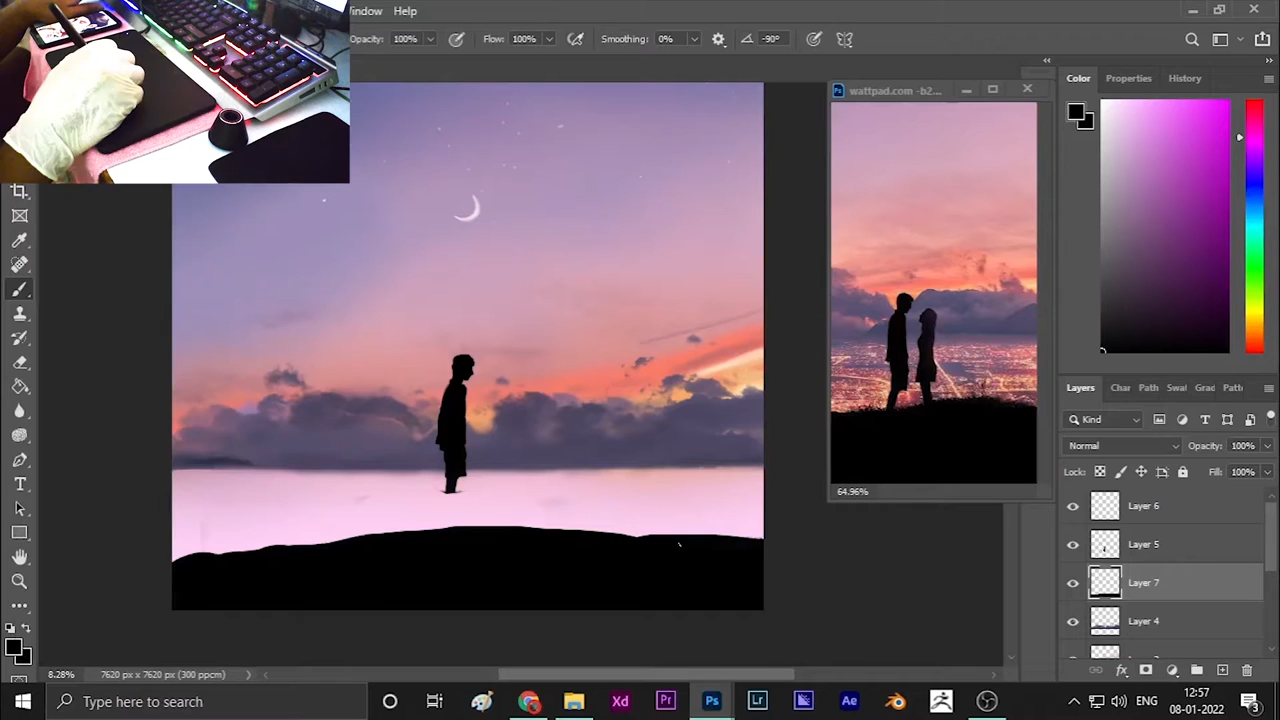 indow Help
Opacity: 100% Flow: 100% Smoothing: 0% -90°
wattpad.com -b2...
Color Properties History
64.96%
Layers Char Path Swat Grad Path
Kind
Normal Opacity: 100%
Lock: Fill: 100%
Layer 6
Layer 5
Layer 7
Layer 4
8.28% 7620 px x 7620 px (300 ppcm)
Type here to search
Xd Pr Ps Lr Ae
ENG 12:57
08-01-2022
3